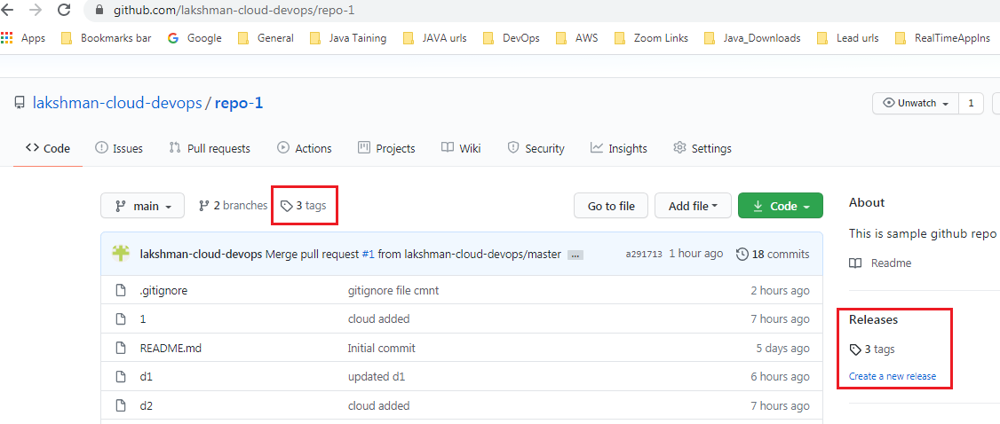 github.com/lakshman-cloud-devops/repo-1
Apps Bookmarks bar Google General Java Taining JAVA urls DevOps AWS Zoom Links Java_Downloads Lead urls RealTimeAppIns
lakshman-cloud-devops / repo-1 Unwatch 1
Code Issues Pull requests Actions Projects Wiki Security Insights Settings
main 2 branches 3 tags Go to file Add file Code
lakshman-cloud-devops Merge pull request #1 from lakshman-cloud-devops/master ... a291713 1 hour ago 18 commits
.gitignore gitignore file cmnt 2 hours ago
1 cloud added 7 hours ago
README.md Initial commit 5 days ago
d1 updated d1 6 hours ago
d2 cloud added 7 hours ago
About
This is sample github repo
Readme
Releases
3 tags
Create a new release